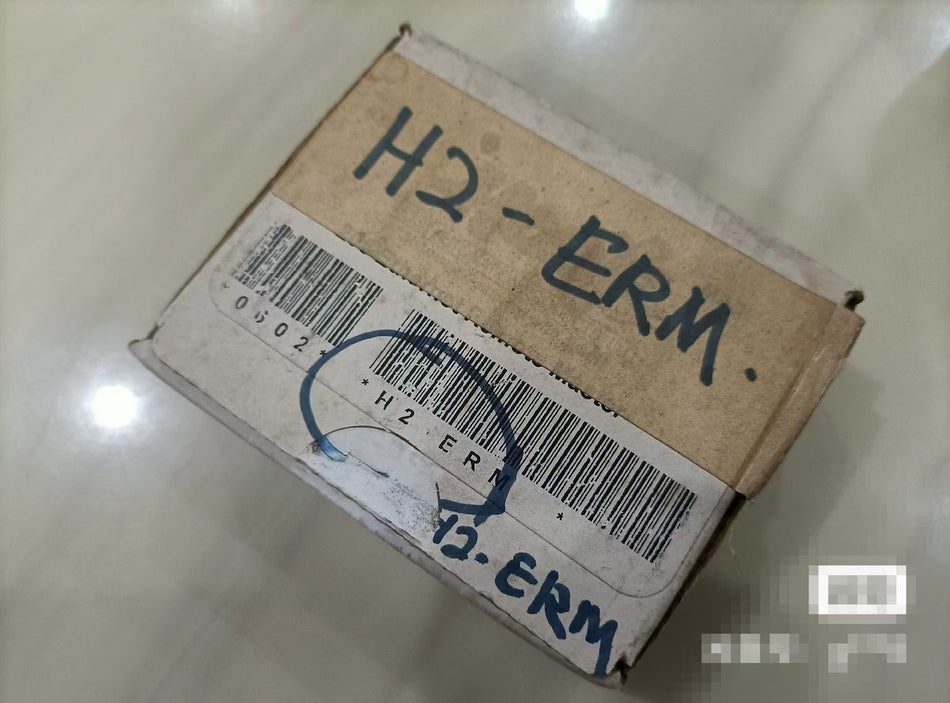 H2-ERM.
*0602*
*H2 ERM*
H2-ERM